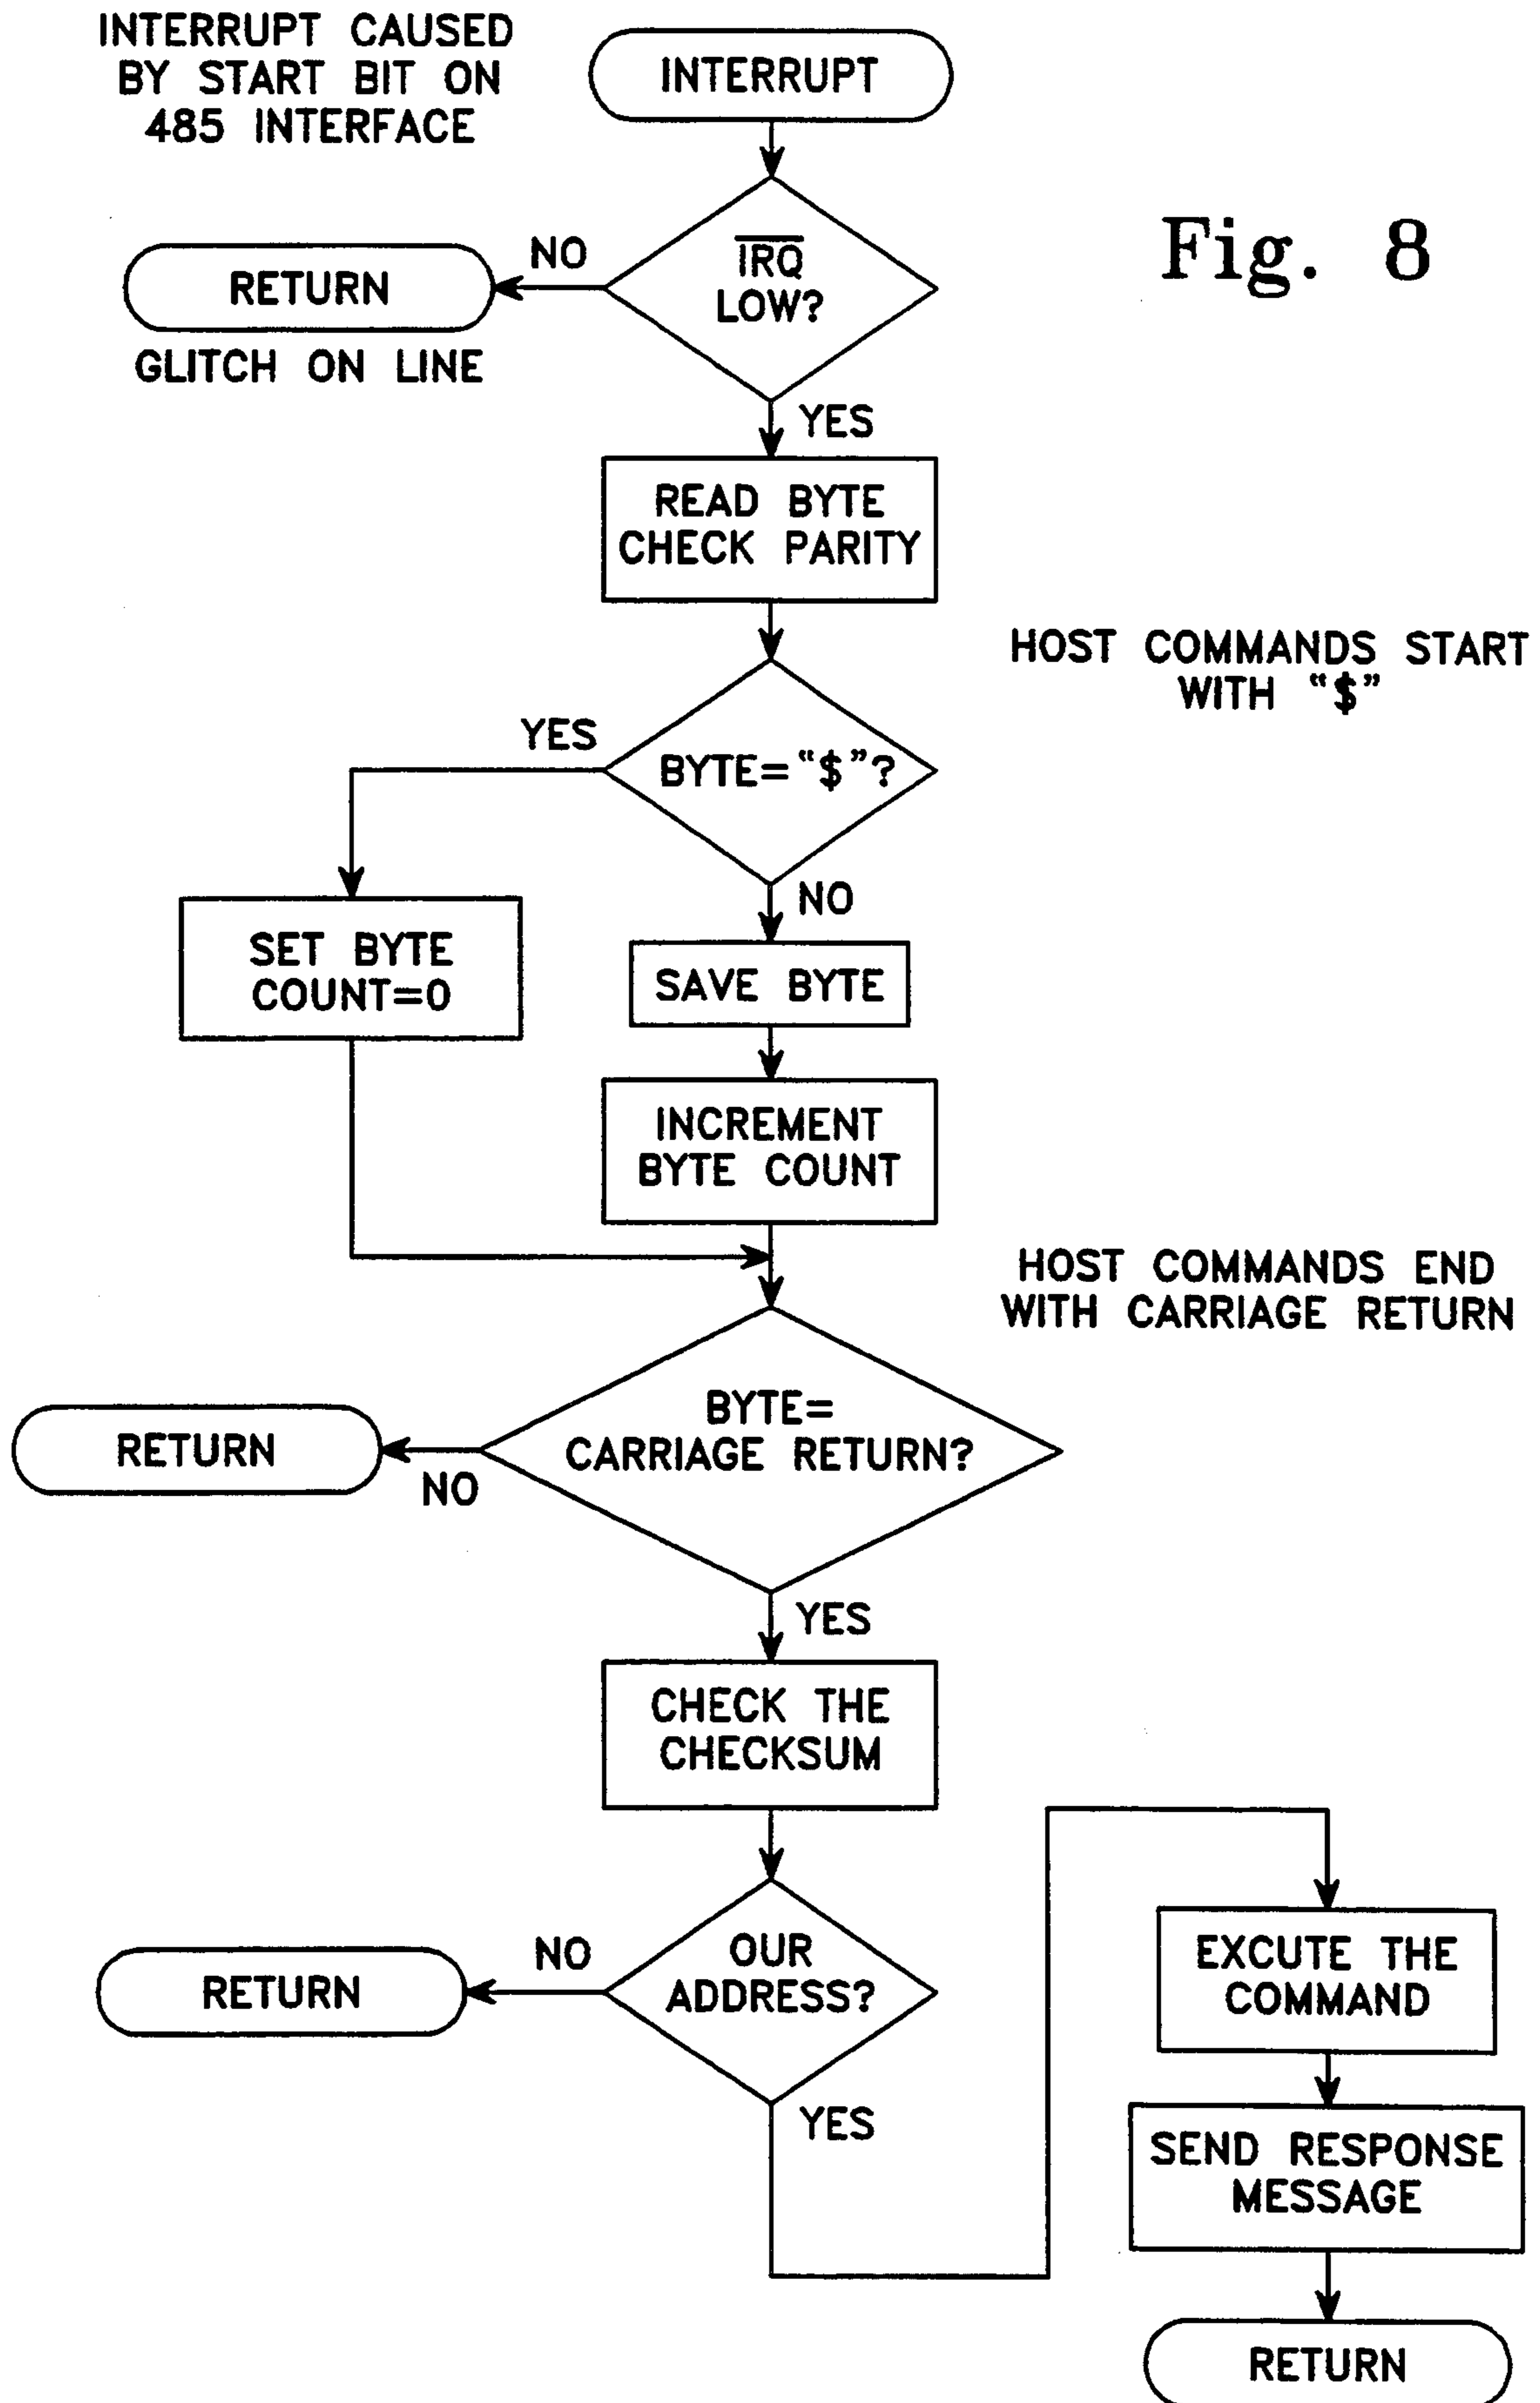 INTERRUPT CAUSED
BY START BIT ON
485 INTERFACE
INTERRUPT
Fig. 8
IRQ
LOW?
NO
RETURN
GLITCH ON LINE
YES
READ BYTE
CHECK PARITY
HOST COMMANDS START
WITH “$”
BYTE=“$”?
YES
NO
SET BYTE
COUNT=0
SAVE BYTE
INCREMENT
BYTE COUNT
HOST COMMANDS END
WITH CARRIAGE RETURN
BYTE=
CARRIAGE RETURN?
RETURN
NO
YES
CHECK THE
CHECKSUM
OUR
ADDRESS?
NO
RETURN
YES
EXCUTE THE
COMMAND
SEND RESPONSE
MESSAGE
RETURN